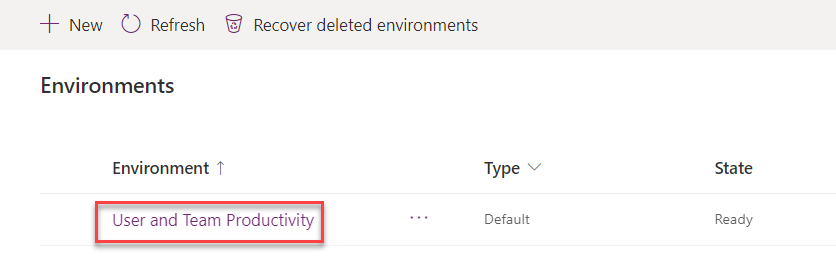 New Refresh Recover deleted environments
Environments
Environment Type State
User and Team Productivity ... Default Ready